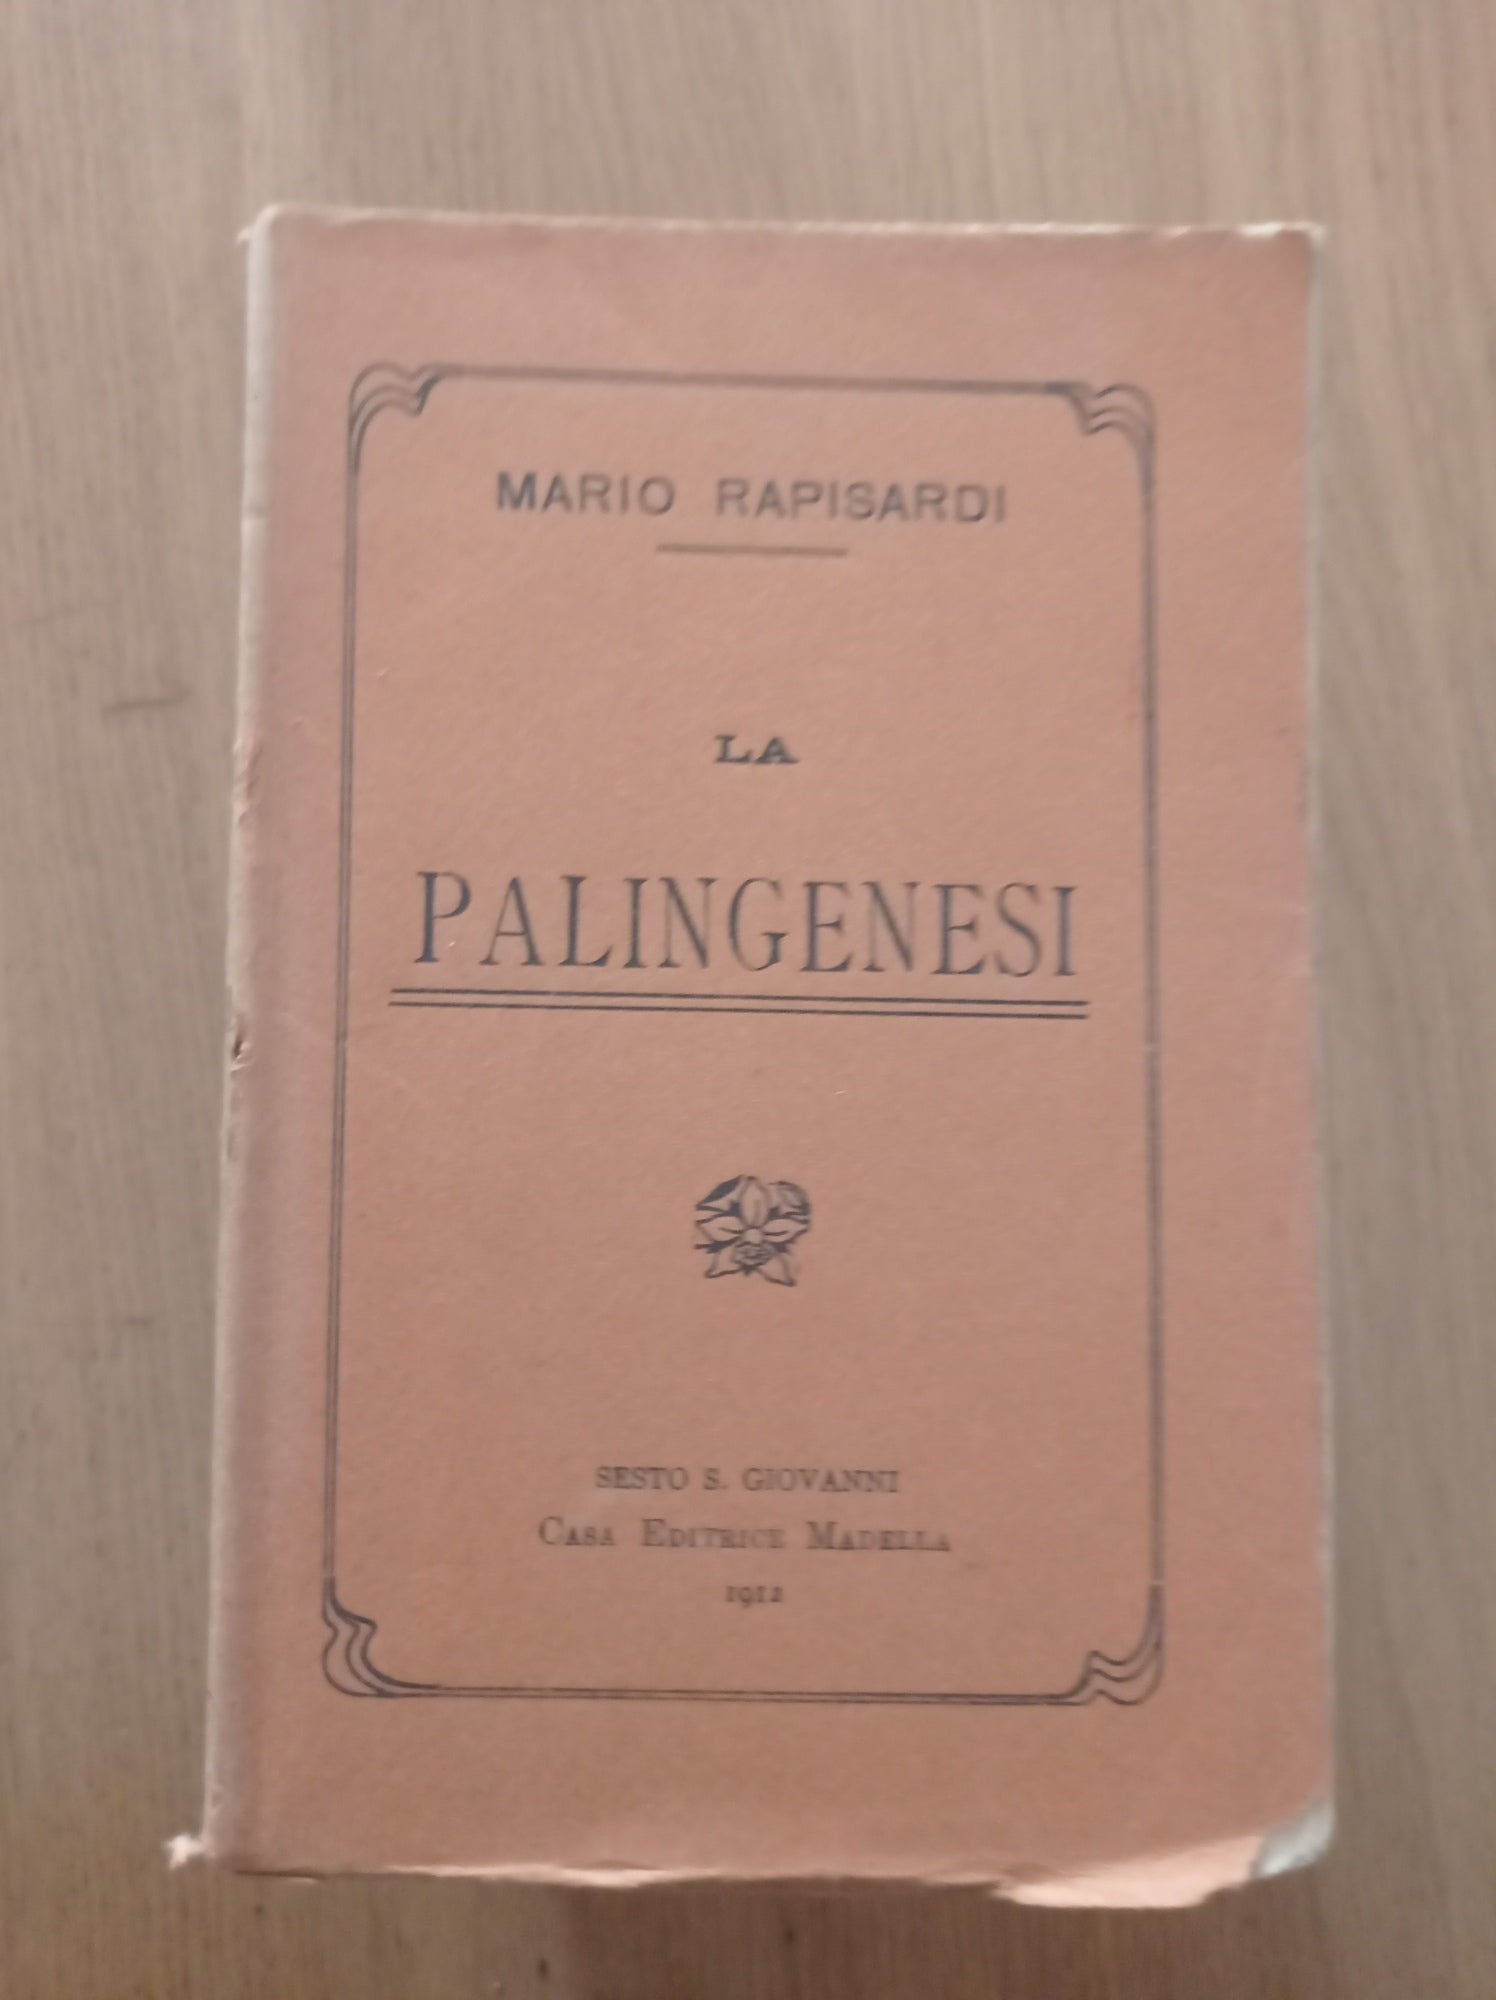 MARIO RAPISARDI
LA
PALINGENESI
SESTO S. GIOVANNI
CASA EDITRICE MADELLA
1912